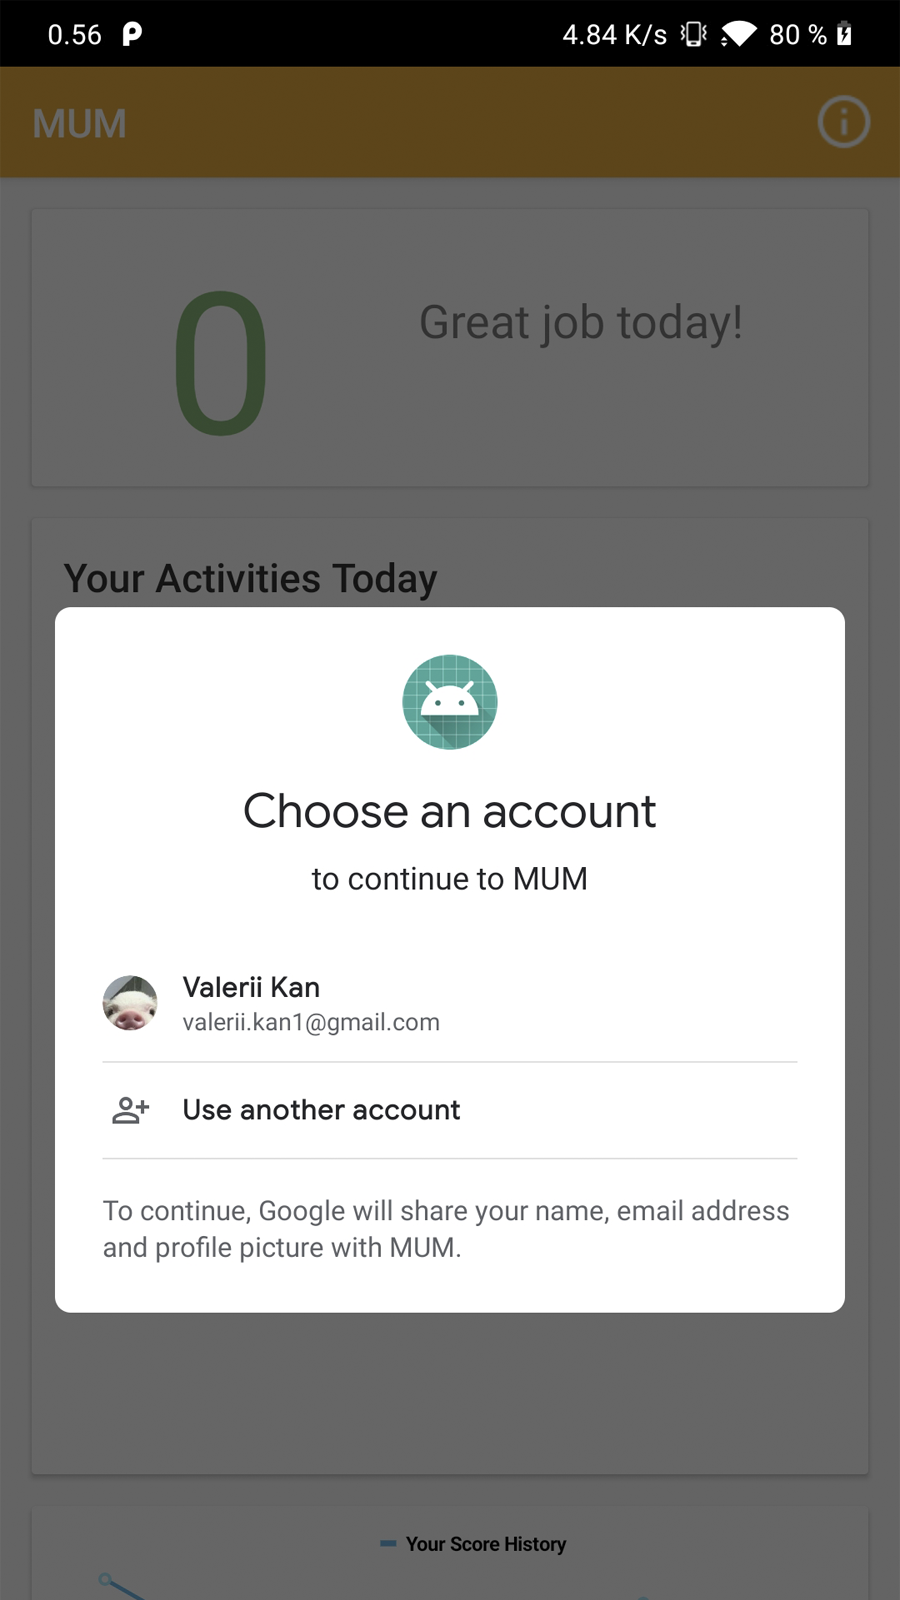 0.56 P 4.84 K/s 80 %
MUM
0
Great job today!
Your Activities Today
Choose an account
to continue to MUM
Valerii Kan
valerii.kan1@gmail.com
Use another account
To continue, Google will share your name, email address
and profile picture with MUM.
Your Score History